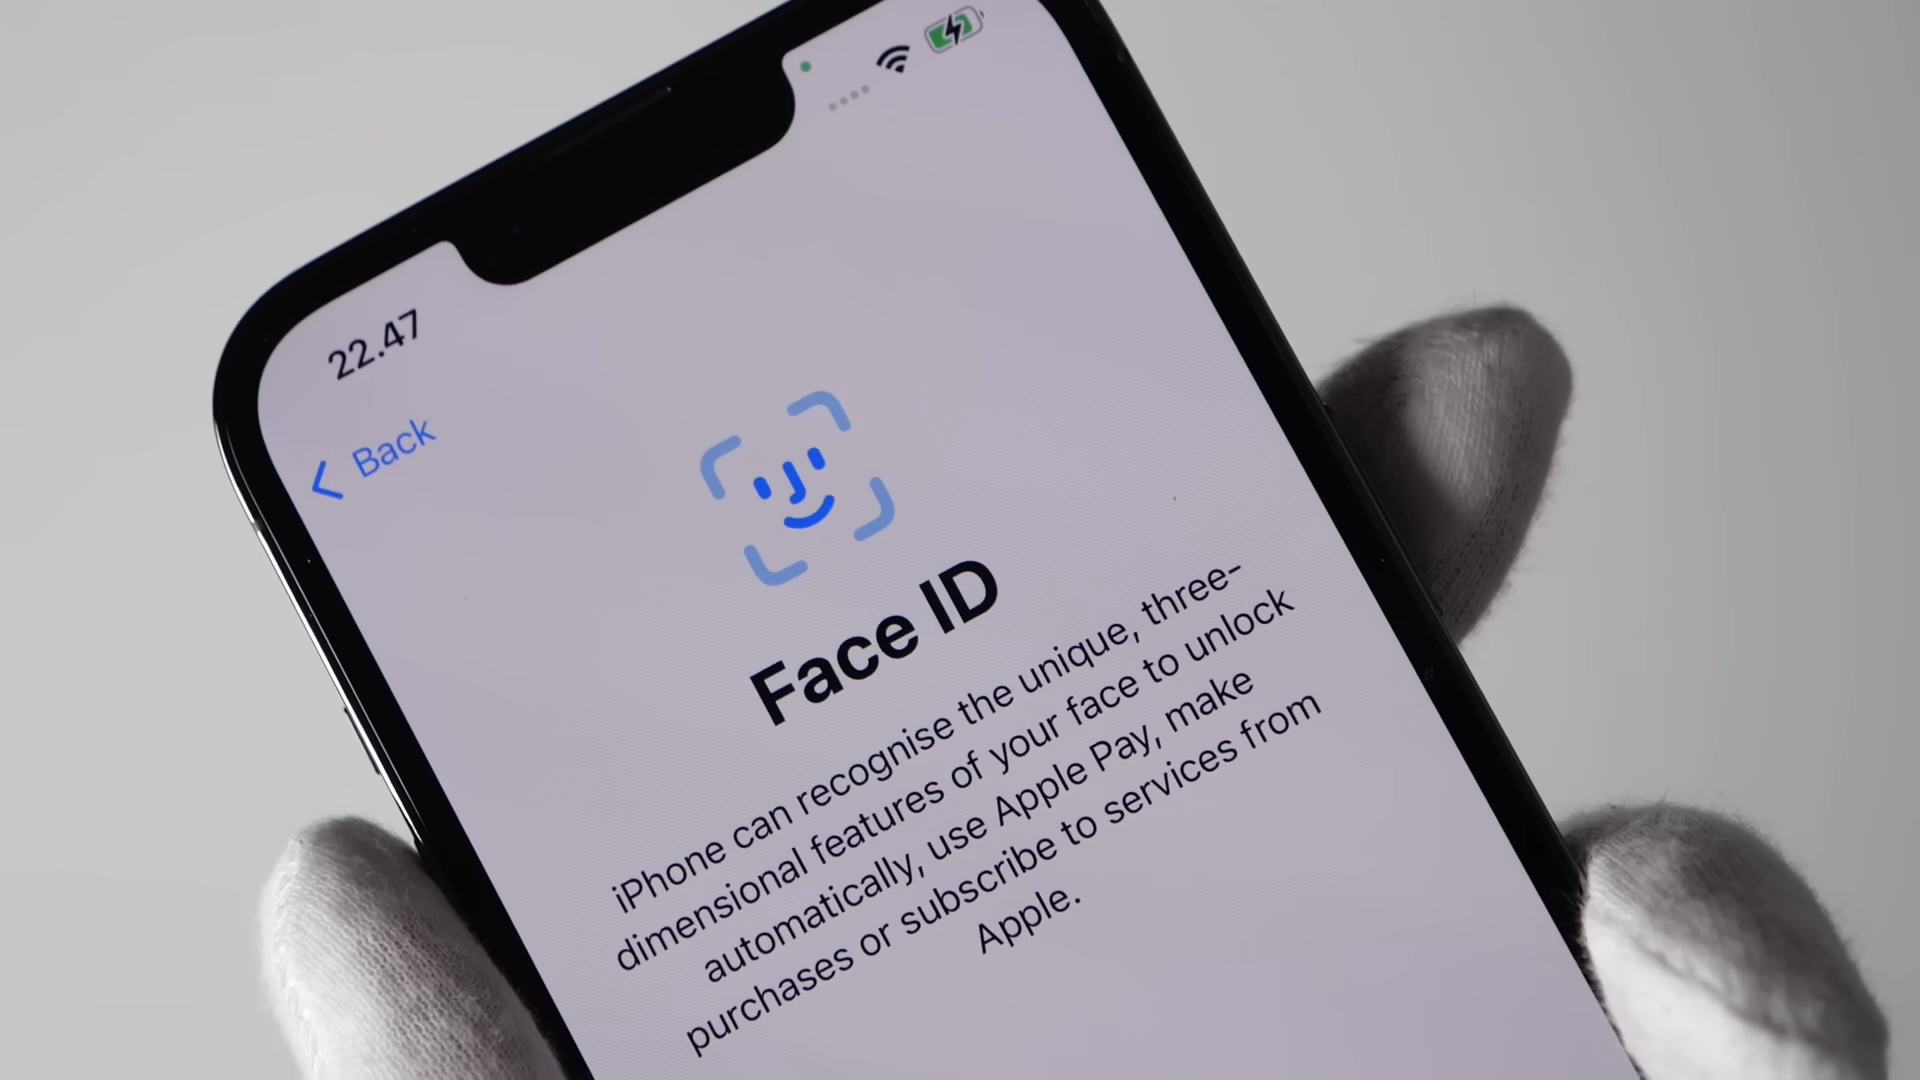 22.47
Back
Face ID
iPhone can recognise the unique, three-
dimensional features of your face to unlock
automatically, use Apple Pay, make
purchases or subscribe to services from
Apple.